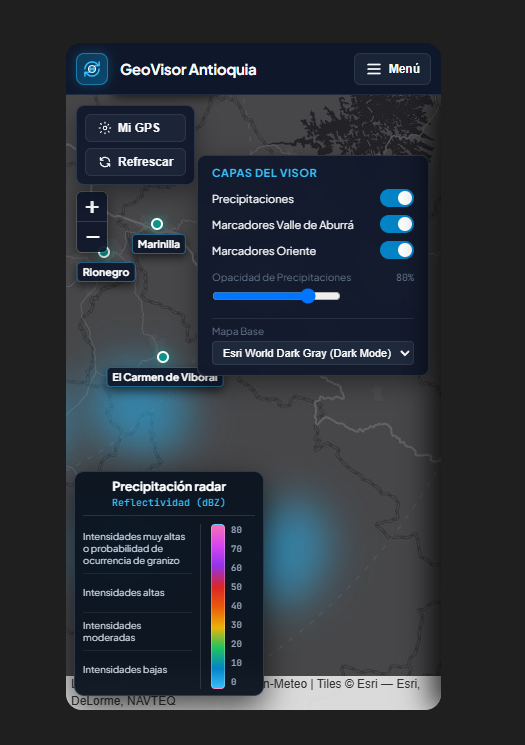 GeoVisor Antioquia
Menú
Mi GPS
Refrescar
+
−
Marinilla
Rionegro
El Carmen de Viboral
CAPAS DEL VISOR
Precipitaciones
Marcadores Valle de Aburrá
Marcadores Oriente
Opacidad de Precipitaciones 80%
Mapa Base
Esri World Dark Gray (Dark Mode)
Precipitación radar
Reflectividad (dBZ)
Intensidades muy altas
o probabilidad de
ocurrencia de granizo
Intensidades altas
Intensidades
moderadas
Intensidades bajas
80
70
60
50
40
30
20
10
0
n-Meteo | Tiles © Esri — Esri,
DeLorme, NAVTEQ